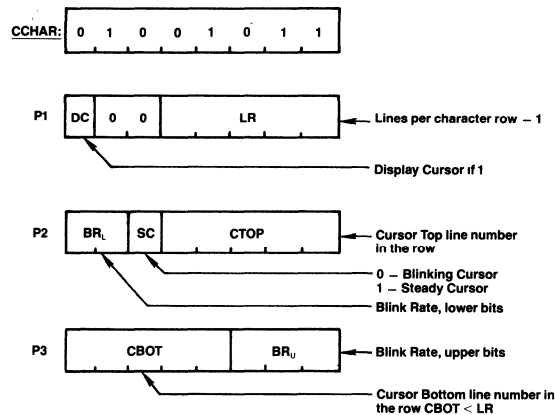 CCHAR: 0 1 0 0 1 0 1 1
P1 DC 0 0 LR
Lines per character row – 1
Display Cursor if 1
P2 BRL SC CTOP
Cursor Top line number
in the row
0 – Blinking Cursor
1 – Steady Cursor
Blink Rate, lower bits
P3 CBOT BRU
Blink Rate, upper bits
Cursor Bottom line number in
the row CBOT < LR